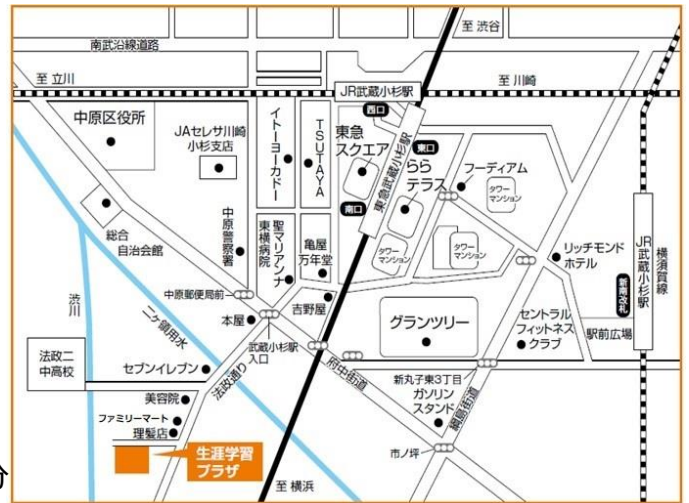 至 渋谷
南武沿線道路
至 立川
JR武蔵小杉駅
至 川崎
中原区役所
JAセレサ川崎
小杉支店
イトーヨーカドー
TSUTAYA
西口
東急
スクエア
東急武蔵小杉駅
東口
らら
テラス
フーディアム
タワー
マンション
南口
総合
自治会館
中原警察署
聖マリアンナ
東横病院
亀屋
万年堂
タワー
マンション
タワー
マンション
リッチモンド
ホテル
JR武蔵小杉駅
横須賀線
新南改札
中原郵便局前
吉野屋
渋川
二ヶ領用水
本屋
武蔵小杉駅
入口
グランツリー
セントラル
フィットネス
クラブ
駅前広場
法政二
中高校
セブンイレブン
法政通り
府中街道
新丸子東3丁目
ガソリン
スタンド
綱島街道
美容院
ファミリーマート
理髪店
生涯学習
プラザ
市ノ坪
至 横浜
分